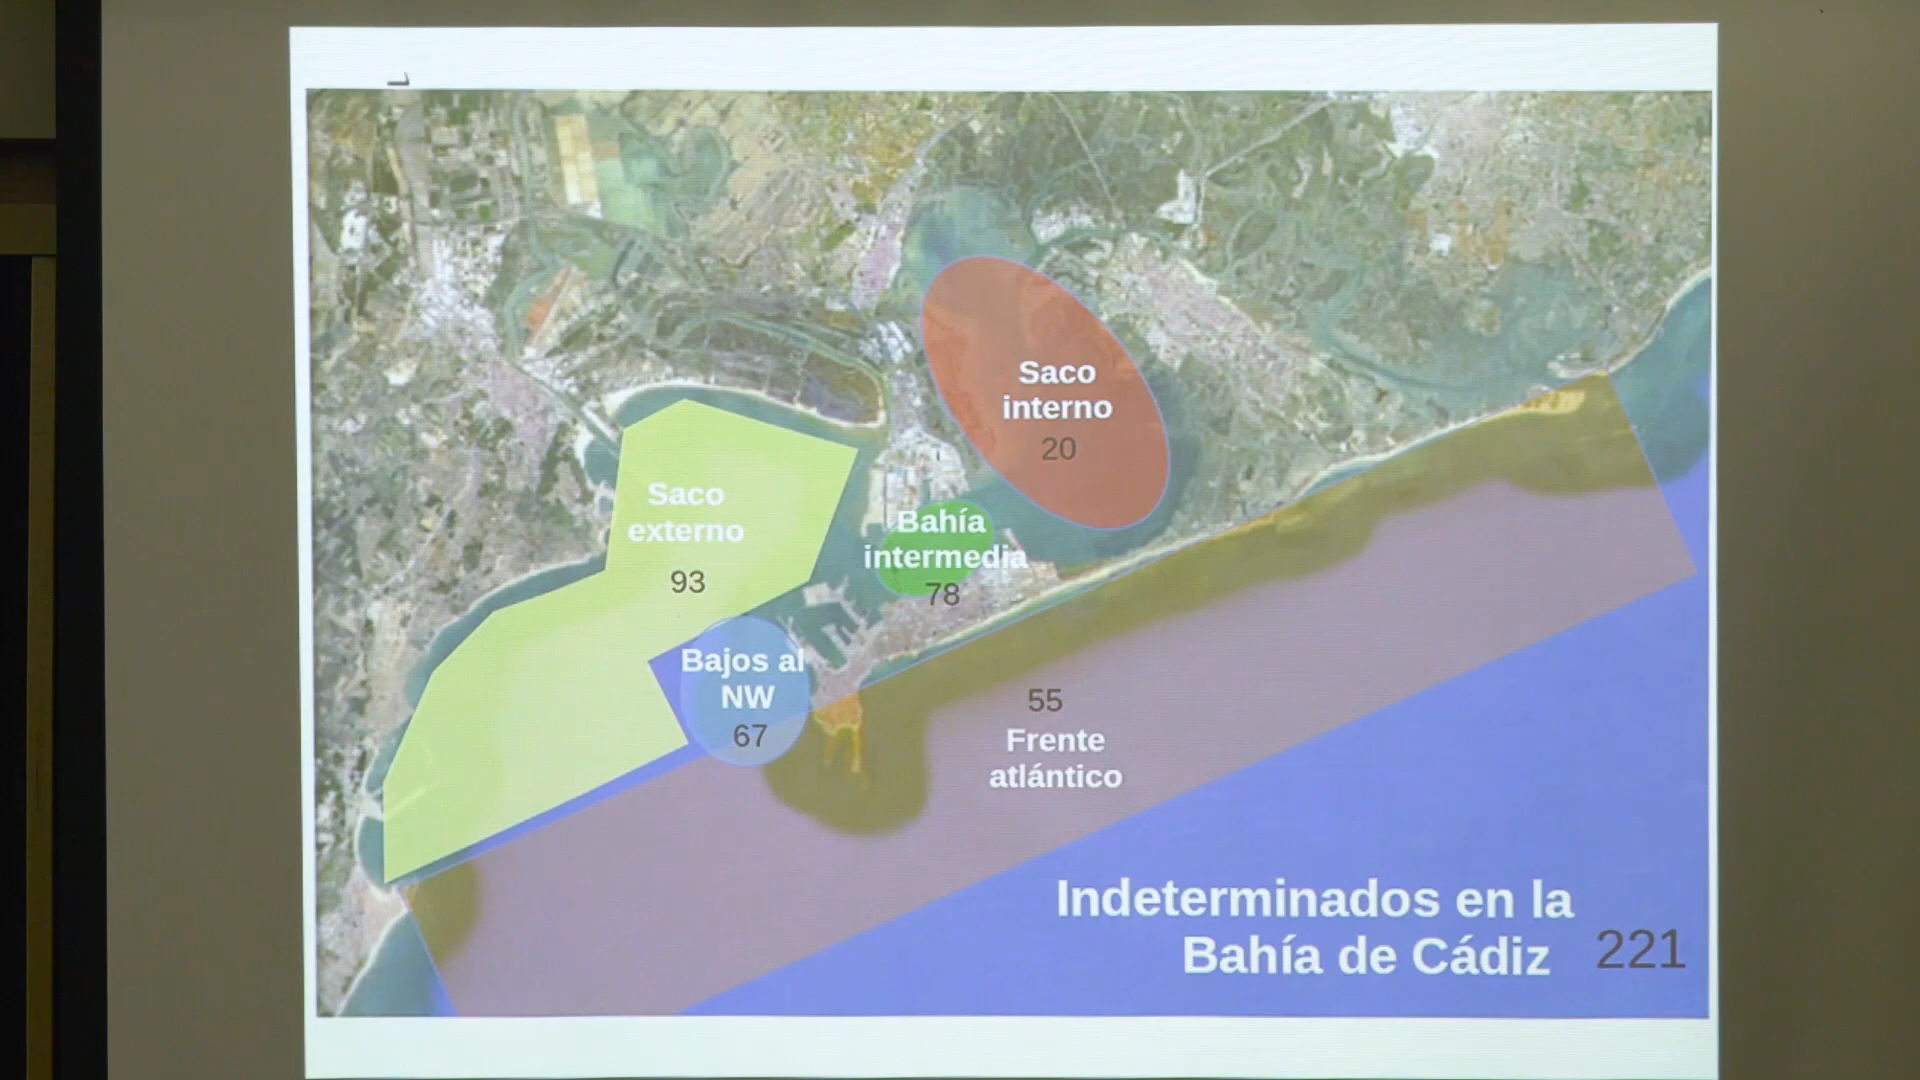 Saco
interno
20
Saco
externo
93
Bahía
intermedia
78
Bajos al
NW
67
55
Frente
atlántico
Indeterminados en la
Bahía de Cádiz 221